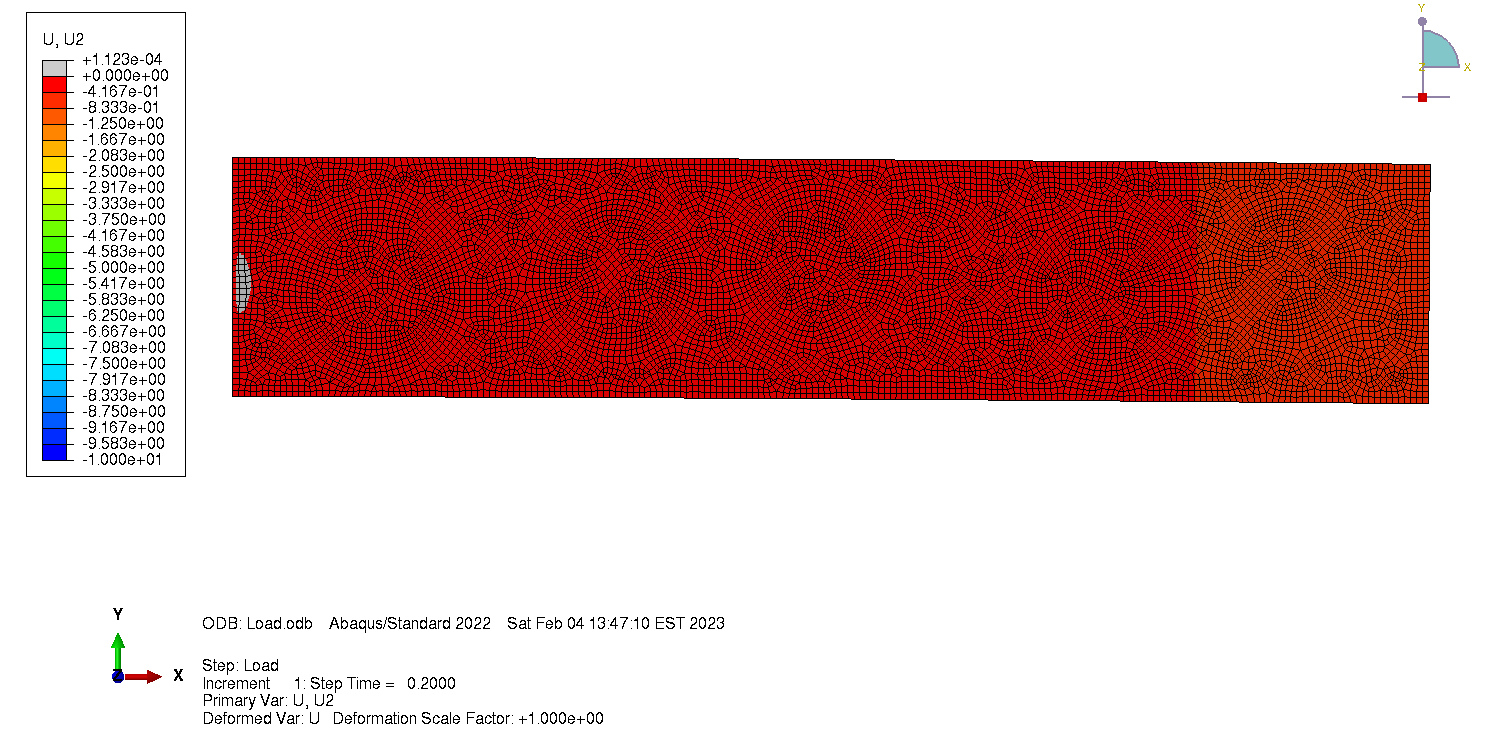 U, U2
+1.123e-04
+0.000e+00
-4.167e-01
-8.333e-01
-1.250e+00
-1.667e+00
-2.083e+00
-2.500e+00
-2.917e+00
-3.333e+00
-3.750e+00
-4.167e+00
-4.583e+00
-5.000e+00
-5.417e+00
-5.833e+00
-6.250e+00
-6.667e+00
-7.083e+00
-7.500e+00
-7.917e+00
-8.333e+00
-8.750e+00
-9.167e+00
-9.583e+00
-1.000e+01
Y
Z X
Y
Z X
ODB: Load.odb Abaqus/Standard 2022 Sat Feb 04 13:47:10 EST 2023
Step: Load
Increment 1: Step Time = 0.2000
Primary Var: U, U2
Deformed Var: U Deformation Scale Factor: +1.000e+00